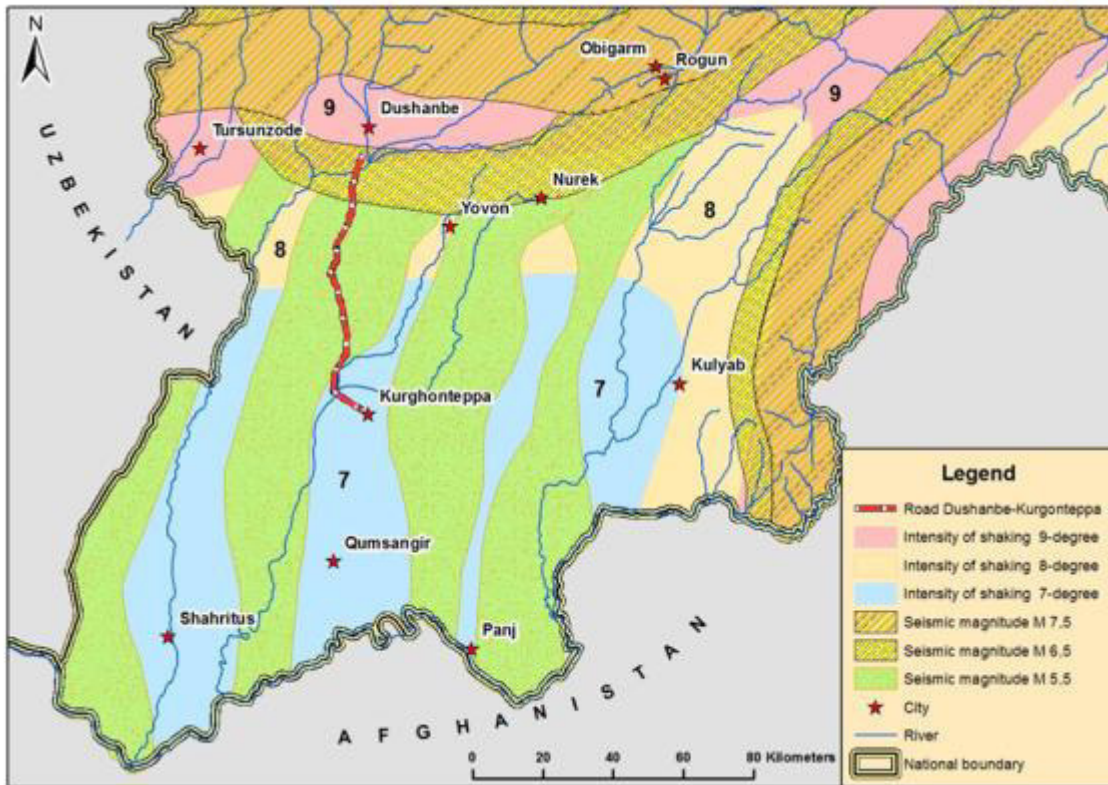 N
Obigarm
Rogun
9
9
Dushanbe
Tursunzode
UZBEKISTAN
Nurek
8
Yovon
8
Kulyab
7
Kurghonteppa
7
Qumsangir
Shahritus
Panj
AFGHANISTAN
0 20 40 60 80 Kilometers
Legend
Road Dushanbe-Kurgonteppa
Intensity of shaking 9-degree
Intensity of shaking 8-degree
Intensity of shaking 7-degree
Seismic magnitude M 7,5
Seismic magnitude M 6,5
Seismic magnitude M 5.5
City
River
National boundary